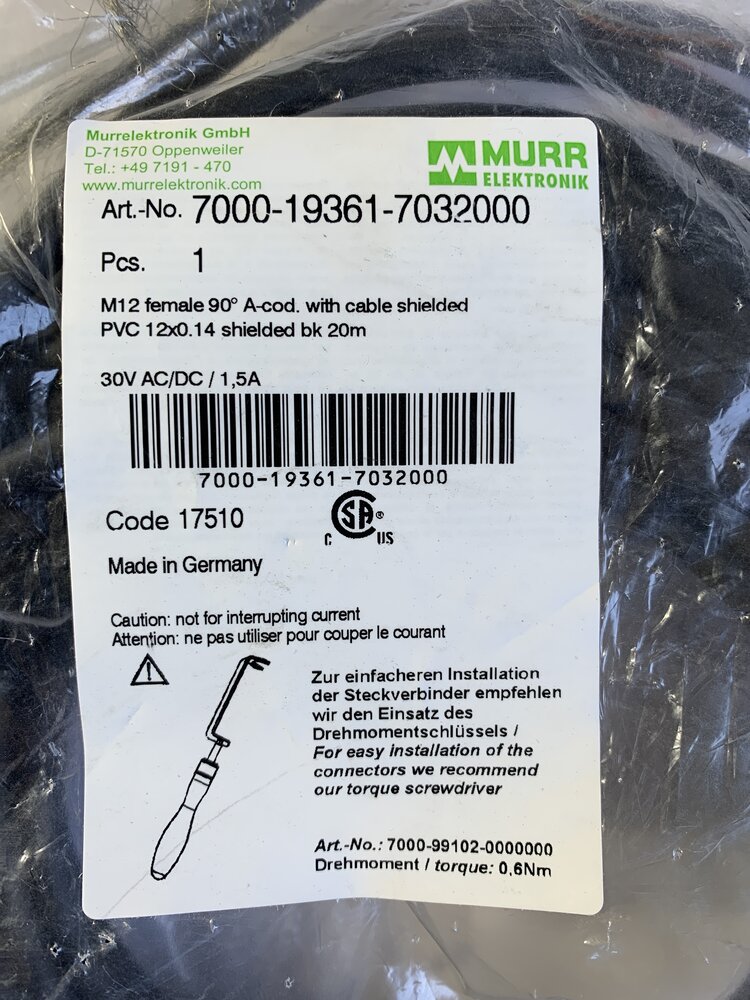 Murrelektronik GmbH
D-71570 Oppenweiler
Tel.: +49 7191 - 470
www.murrelektronik.com
MURR
ELEKTRONIK
Art.-No. 7000-19361-7032000
Pcs. 1
M12 female 90° A-cod. with cable shielded
PVC 12x0.14 shielded bk 20m
30V AC/DC / 1,5A
7000-19361-7032000
Code 17510
C SA ® US
Made in Germany
Caution: not for interrupting current
Attention: ne pas utiliser pour couper le courant
Zur einfacheren Installation
der Steckverbinder empfehlen
wir den Einsatz des
Drehmomentschlüssels /
For easy installation of the
connectors we recommend
our torque screwdriver
Art.-No.: 7000-99102-0000000
Drehmoment / torque: 0,6Nm